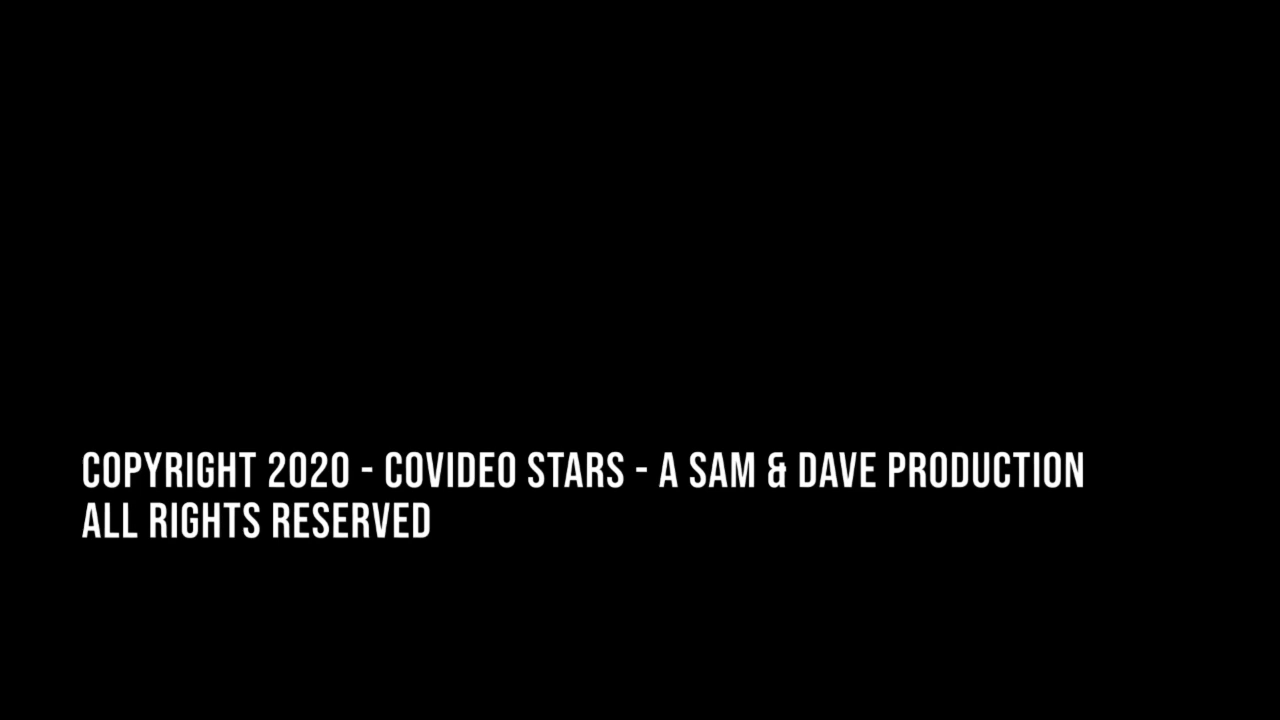 COPYRIGHT 2020 - COVIDEO STARS - A SAM & DAVE PRODUCTION
ALL RIGHTS RESERVED